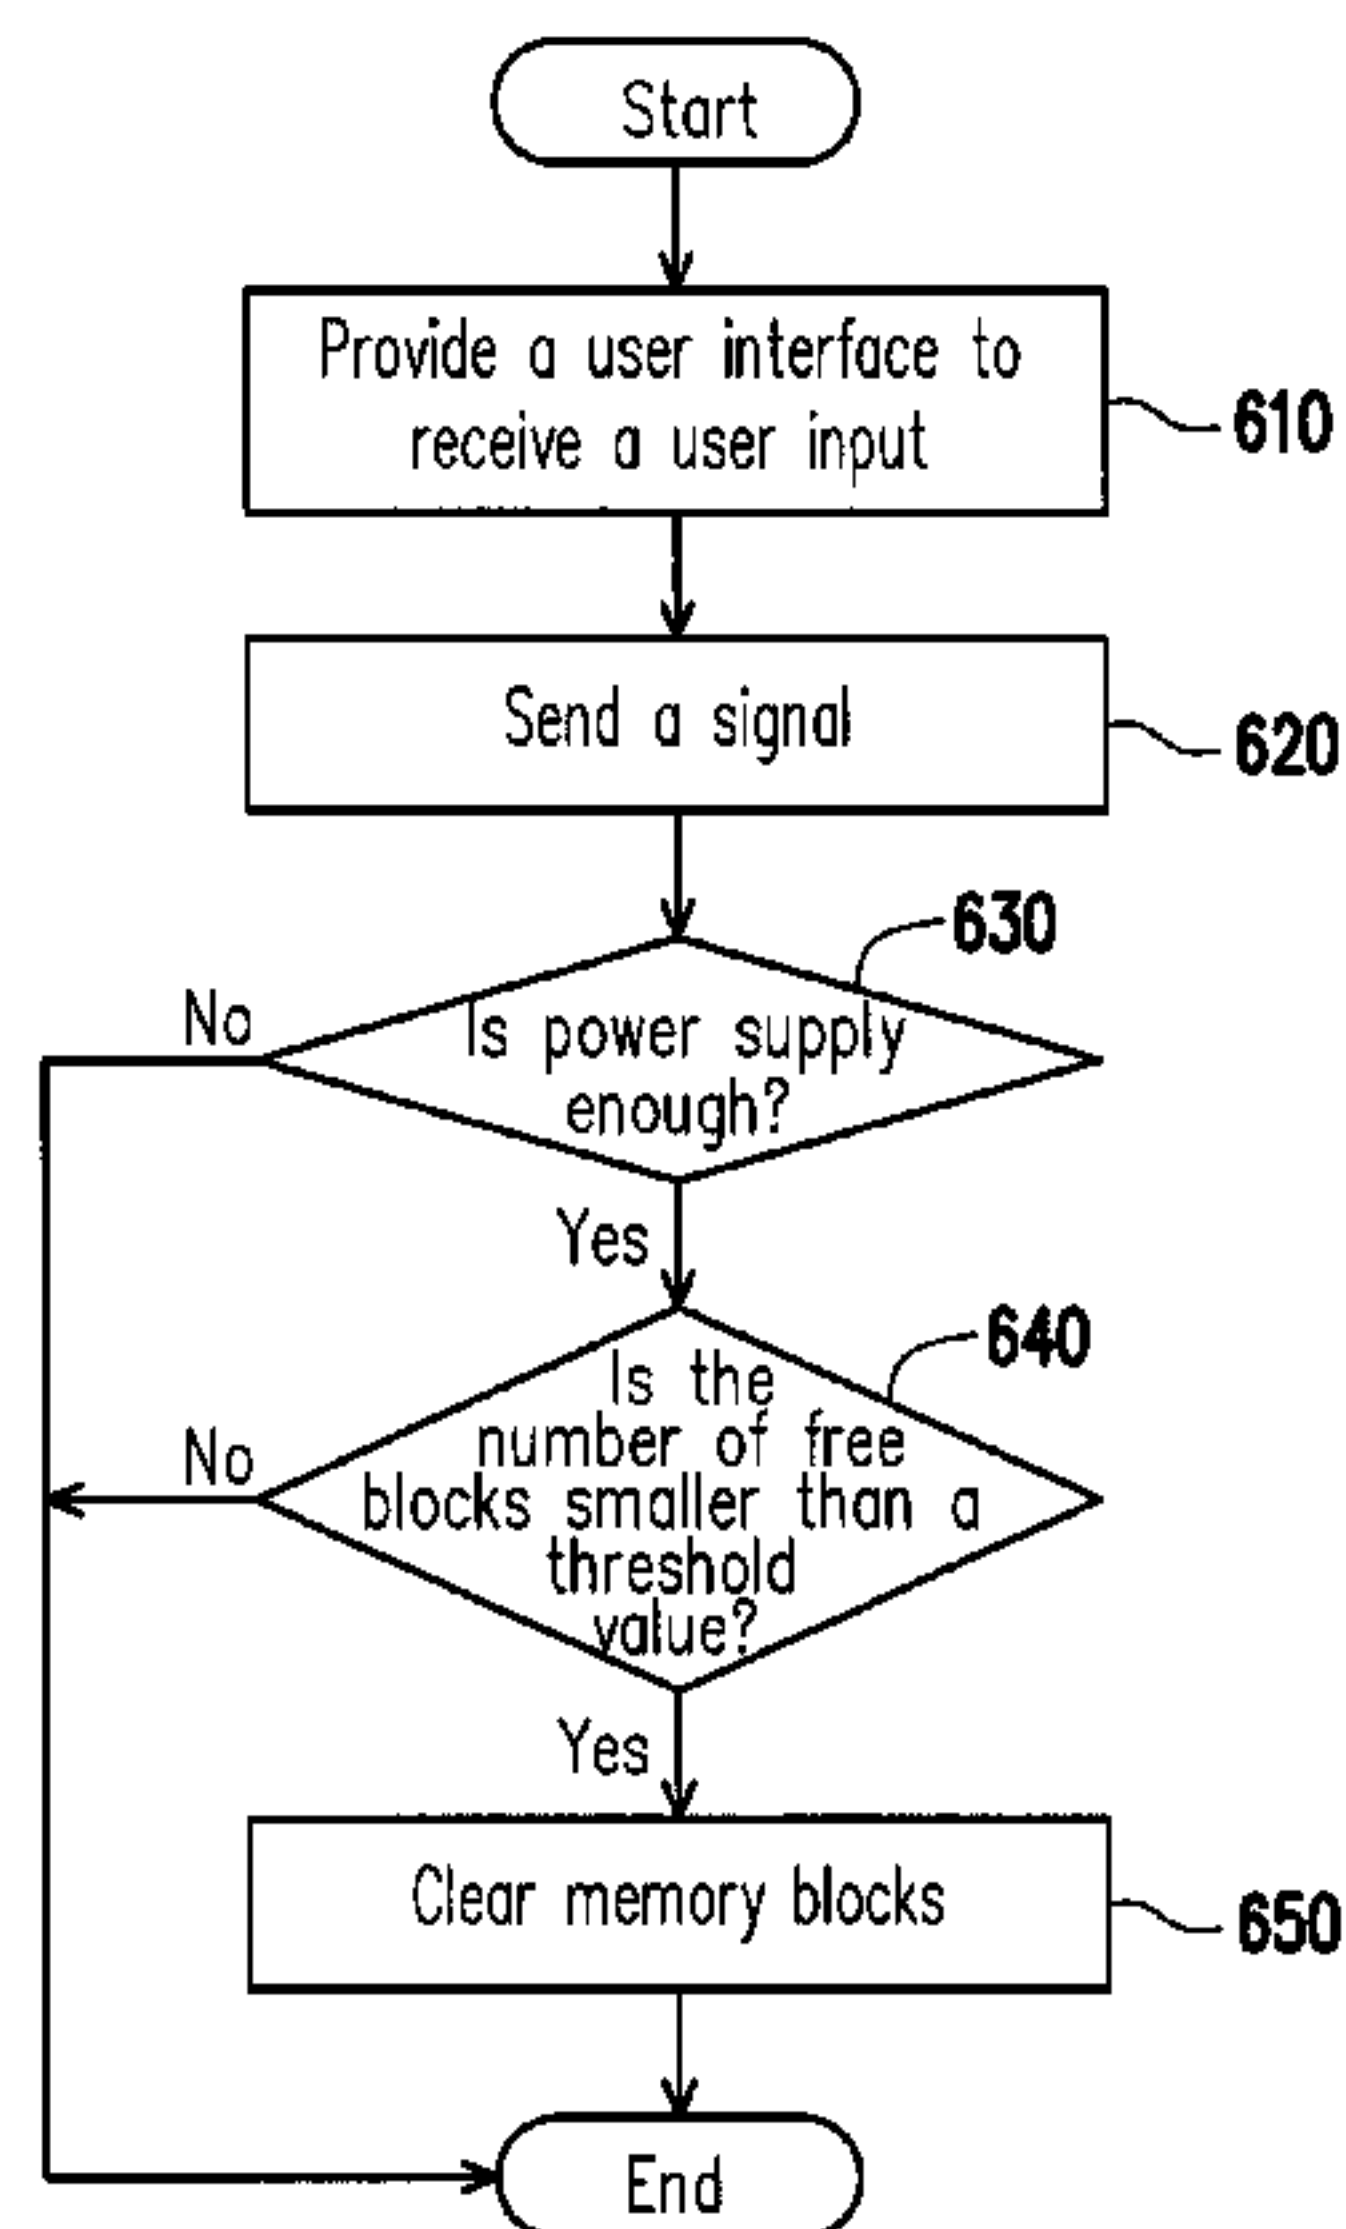 Start
Provide a user interface to
receive a user input
610
Send a signal
620
630
No
Is power supply
enough?
Yes
640
Is the
number of free
No
blocks smaller than a
threshold
value?
Yes
Clear memory blocks
650
End